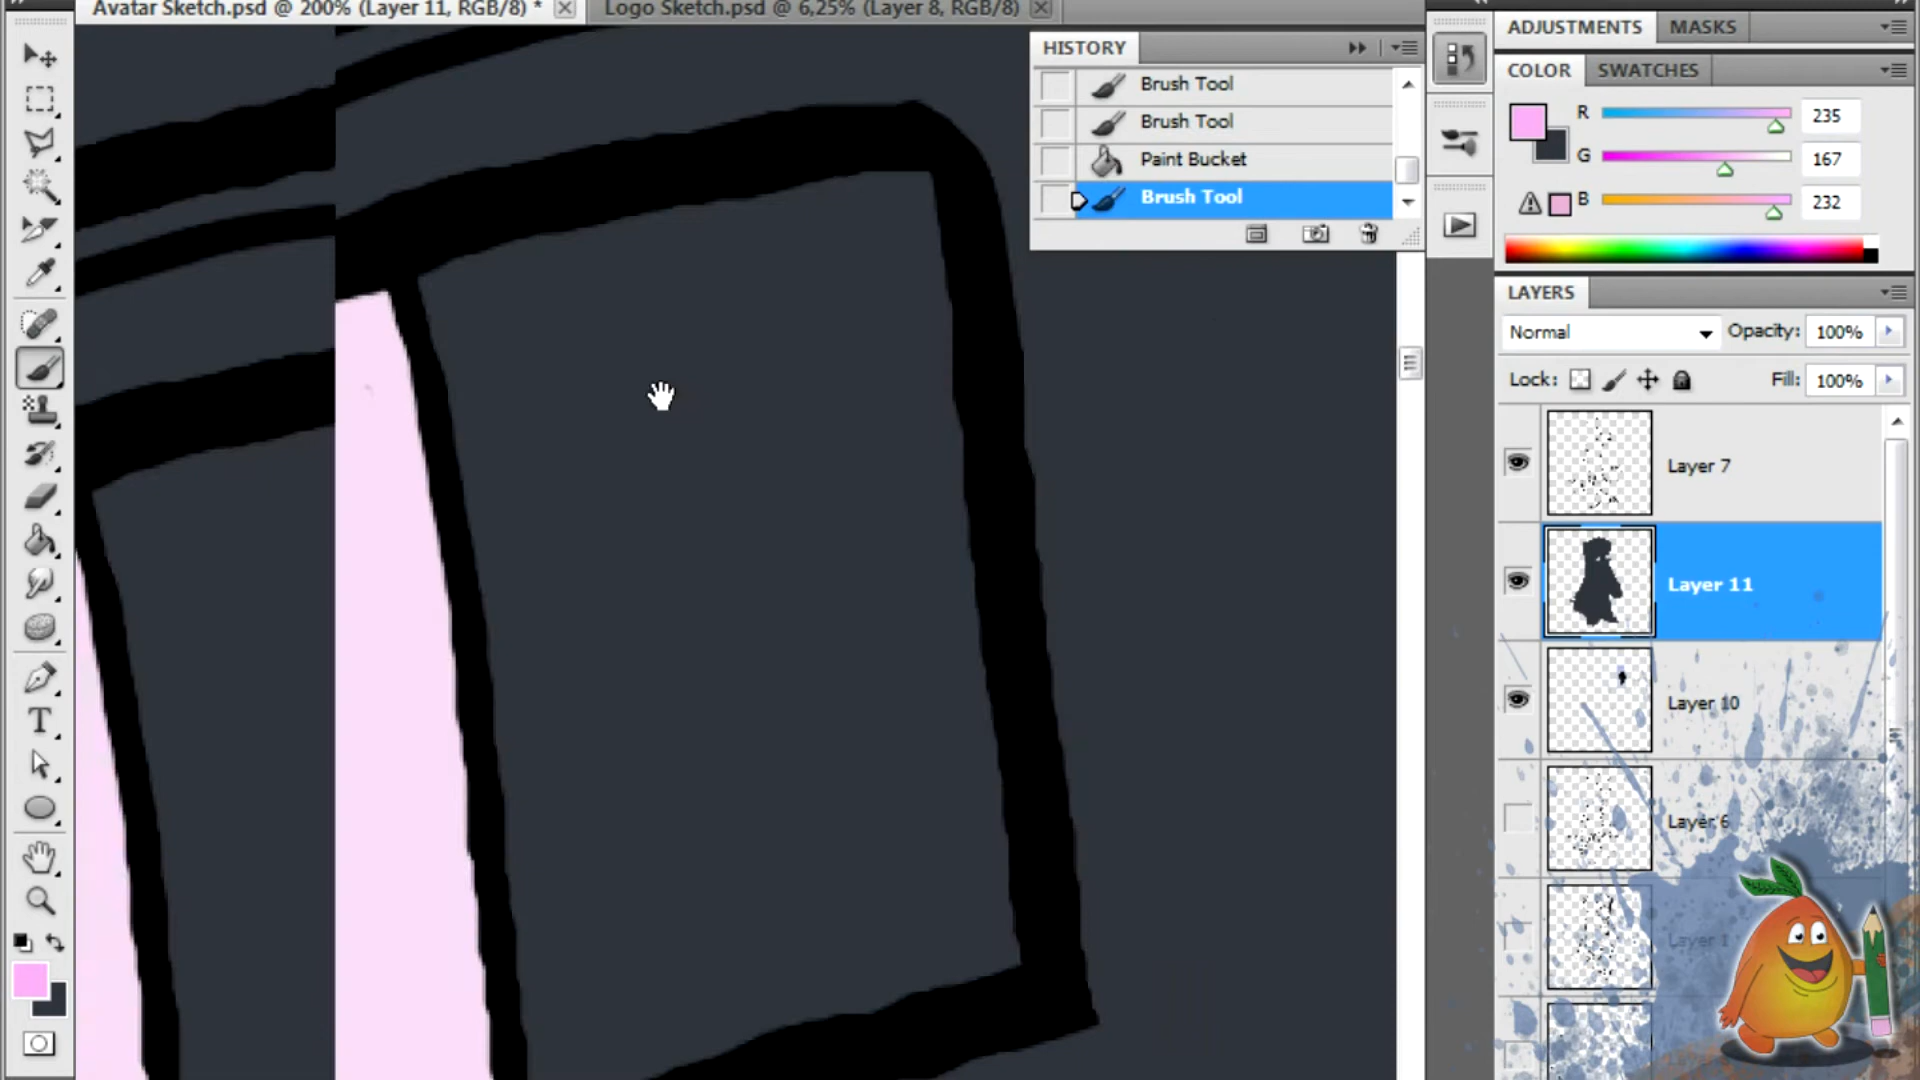 Avatar Sketch.psd @ 200% (Layer 11, RGB/8) *
Logo Sketch.psd @ 6,25% (Layer 8, RGB/8)
HISTORY
Brush Tool
Brush Tool
Paint Bucket
Brush Tool
ADJUSTMENTS
MASKS
COLOR
SWATCHES
R
235
G
167
B
232
LAYERS
Normal
Opacity: 100%
Lock:
Fill: 100%
Layer 7
Layer 11
Layer 10
Layer 6
Layer 1